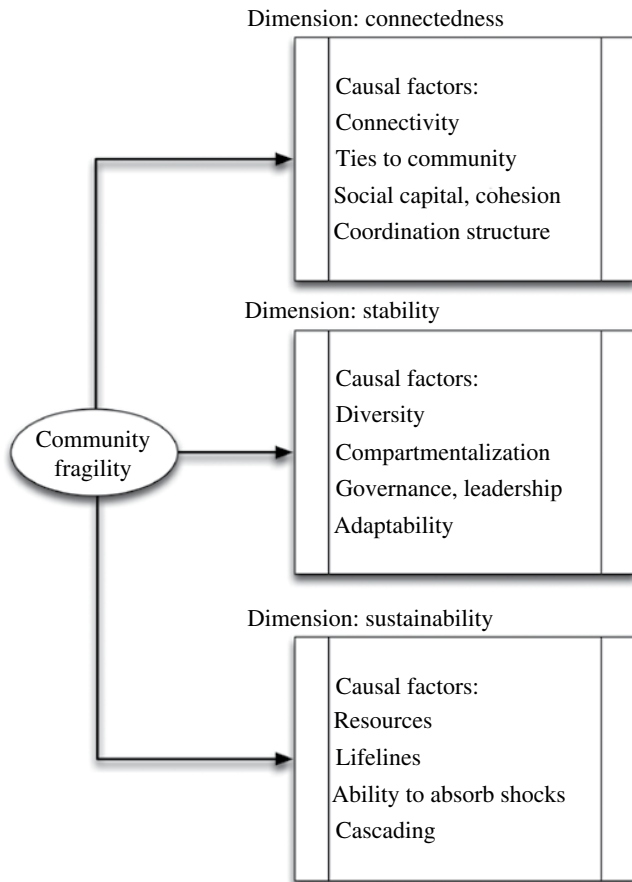 Dimension: connectedness
Causal factors:
Connectivity
Ties to community
Social capital, cohesion
Coordination structure
Dimension: stability
Causal factors:
Diversity
Compartmentalization
Governance, leadership
Adaptability
Community
fragility
Dimension: sustainability
Causal factors:
Resources
Lifelines
Ability to absorb shocks
Cascading